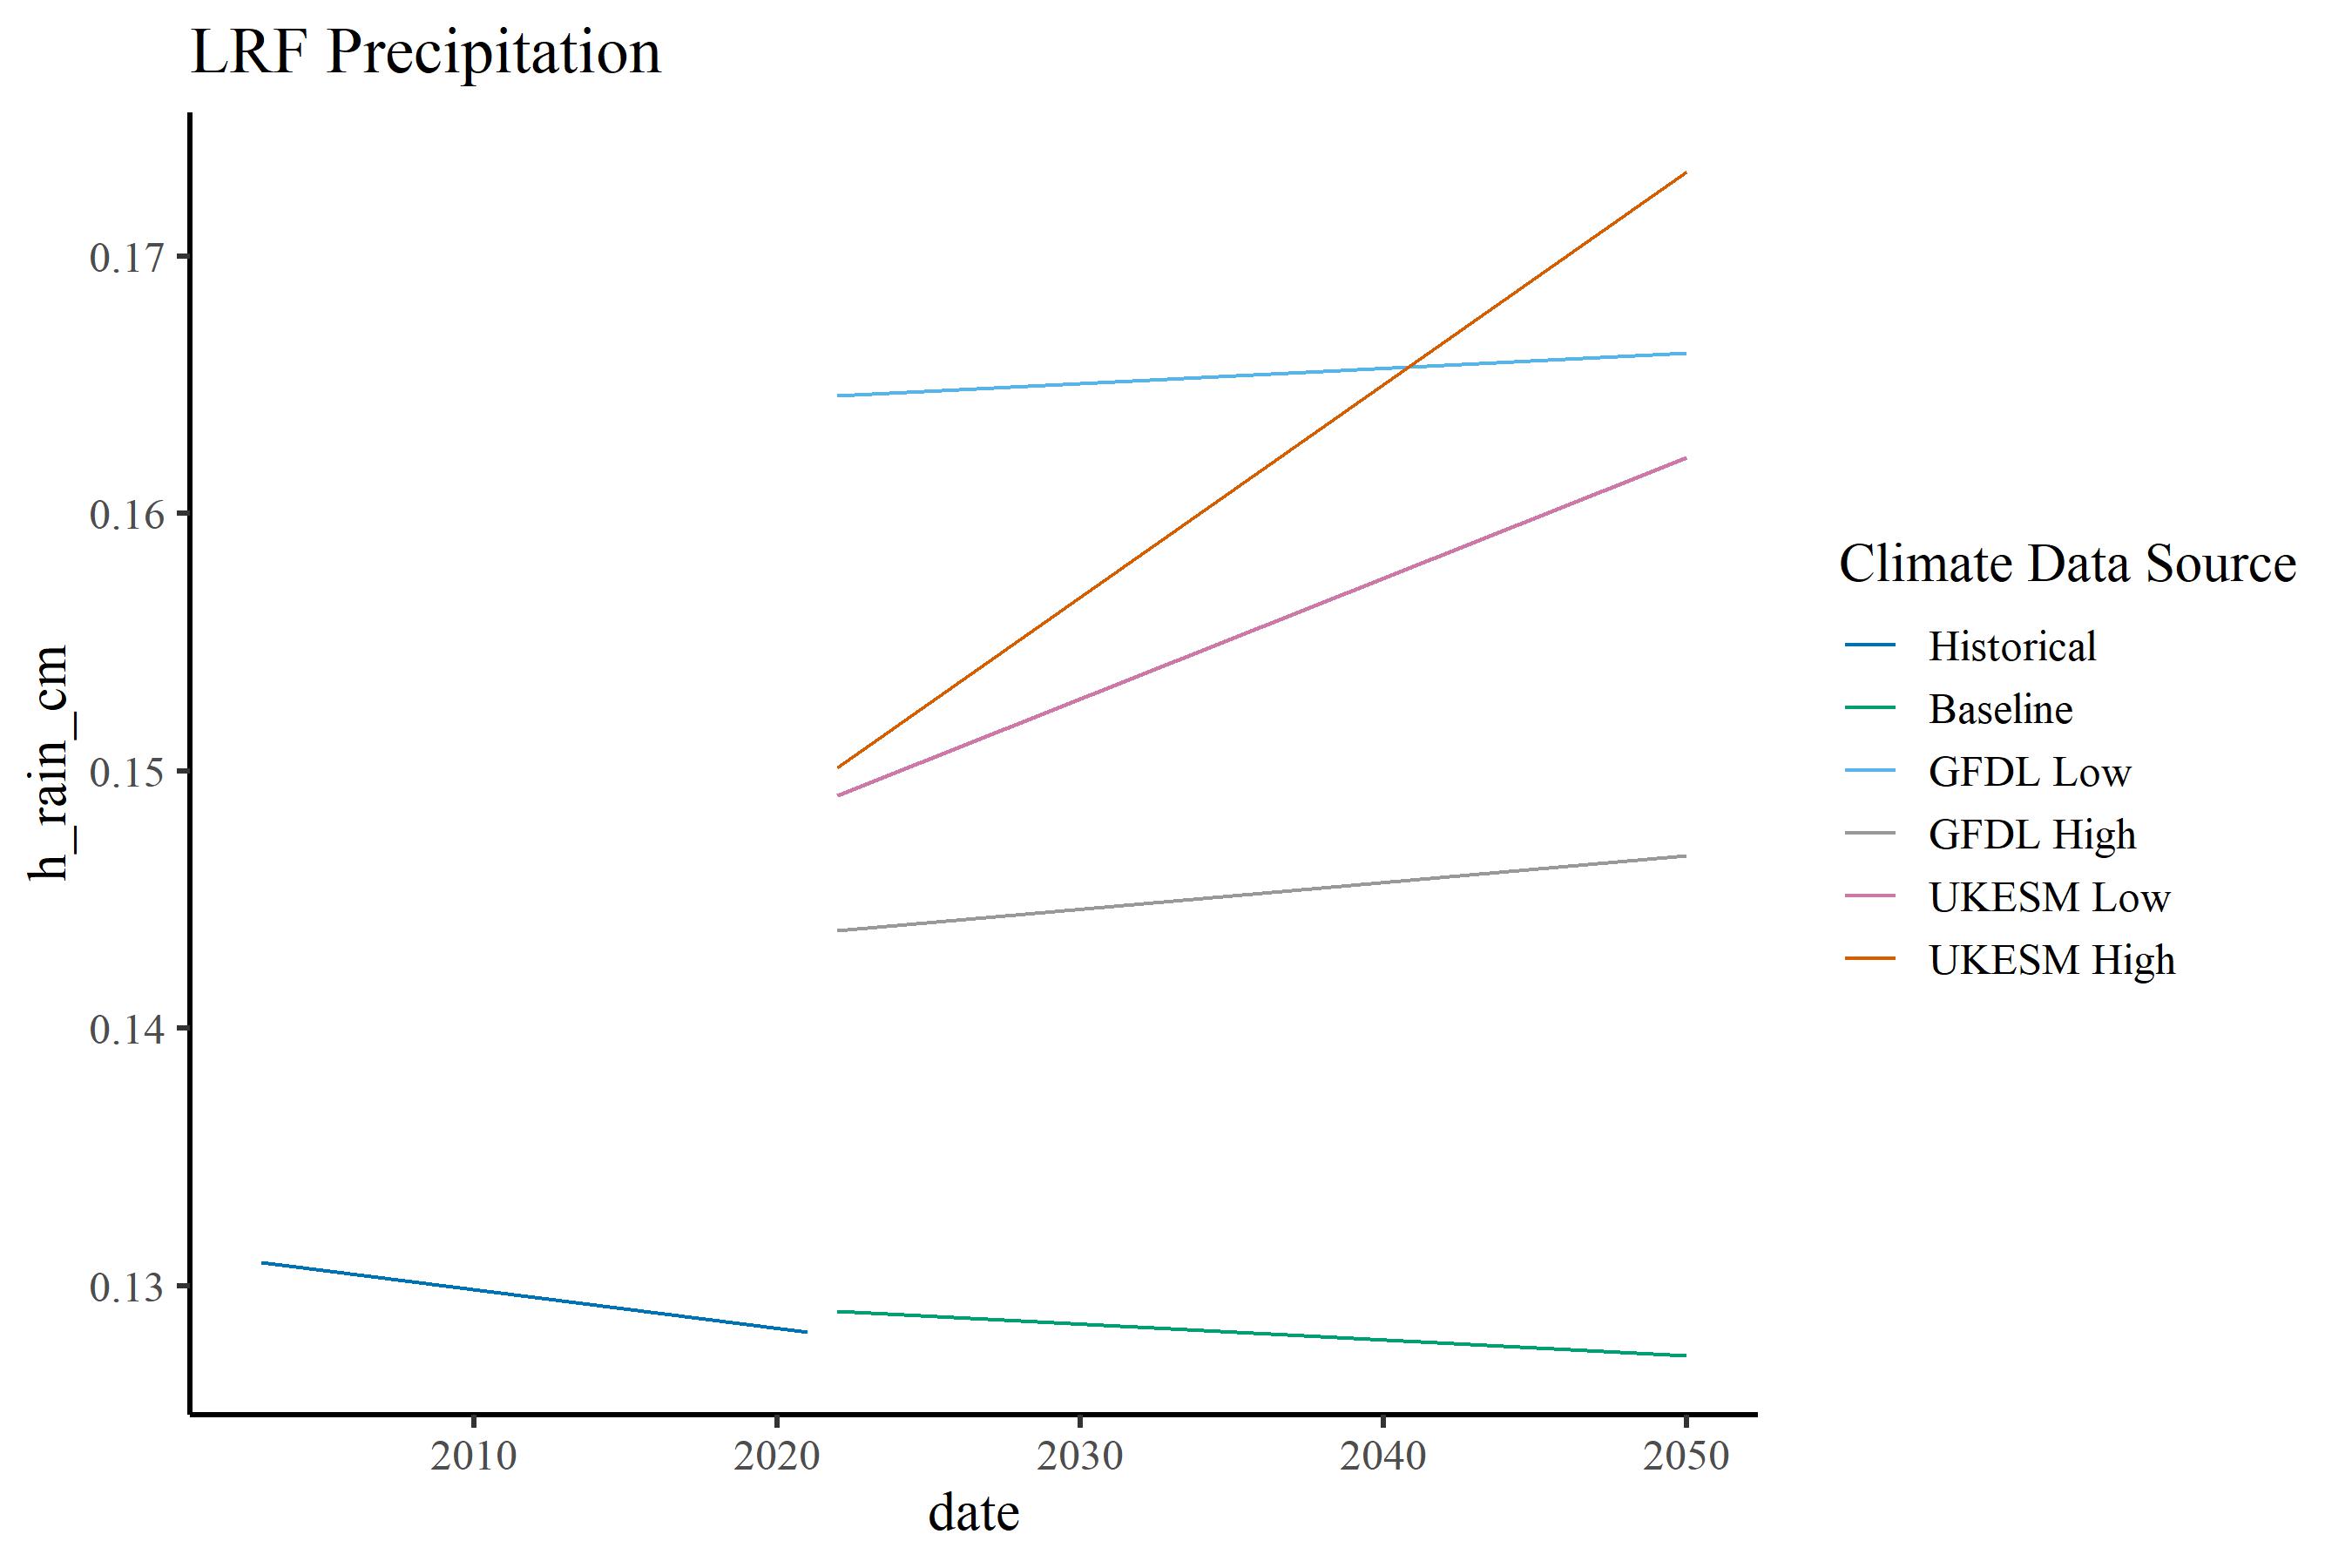 LRF Precipitation
h_rain_cm
0.17
0.16
0.15
0.14
0.13
2010 2020 2030 2040 2050
date
Climate Data Source
Historical
Baseline
GFDL Low
GFDL High
UKESM Low
UKESM High